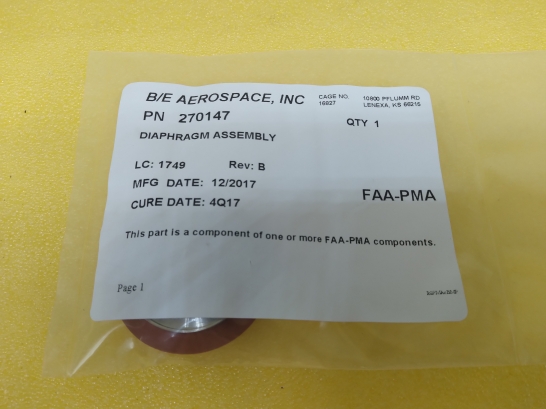 B/E AEROSPACE, INC
CAGE NO.
16927
10800 PFLUMM RD
LENEXA, KS 66215
PN 270147
QTY 1
DIAPHRAGM ASSEMBLY
LC: 1749 Rev: B
MFG DATE: 12/2017
CURE DATE: 4Q17
FAA-PMA
This part is a component of one or more FAA-PMA components.
Page 1